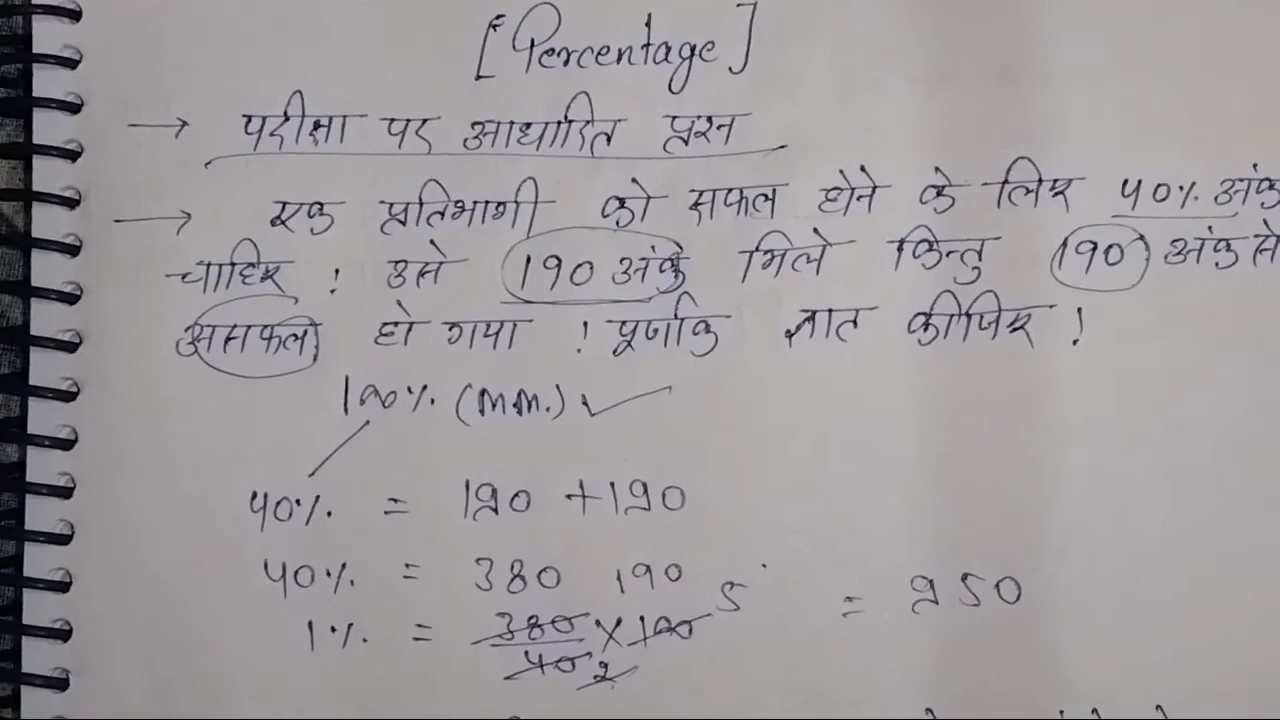 [Percentage]
→ परीक्षा पर आधारित प्रश्न
→ एक प्रतिभागी को सफल होने के लिए 40% अंक
चाहिए ! उसे 190 अंक मिले किन्तु 190 अंक से
असफल हो गया ! पूर्णांक ज्ञात कीजिए !
100% (M.M.) ✓
40% = 190 + 190
40% = 380 190 5
1% = 380/40 × 100 = 950
2